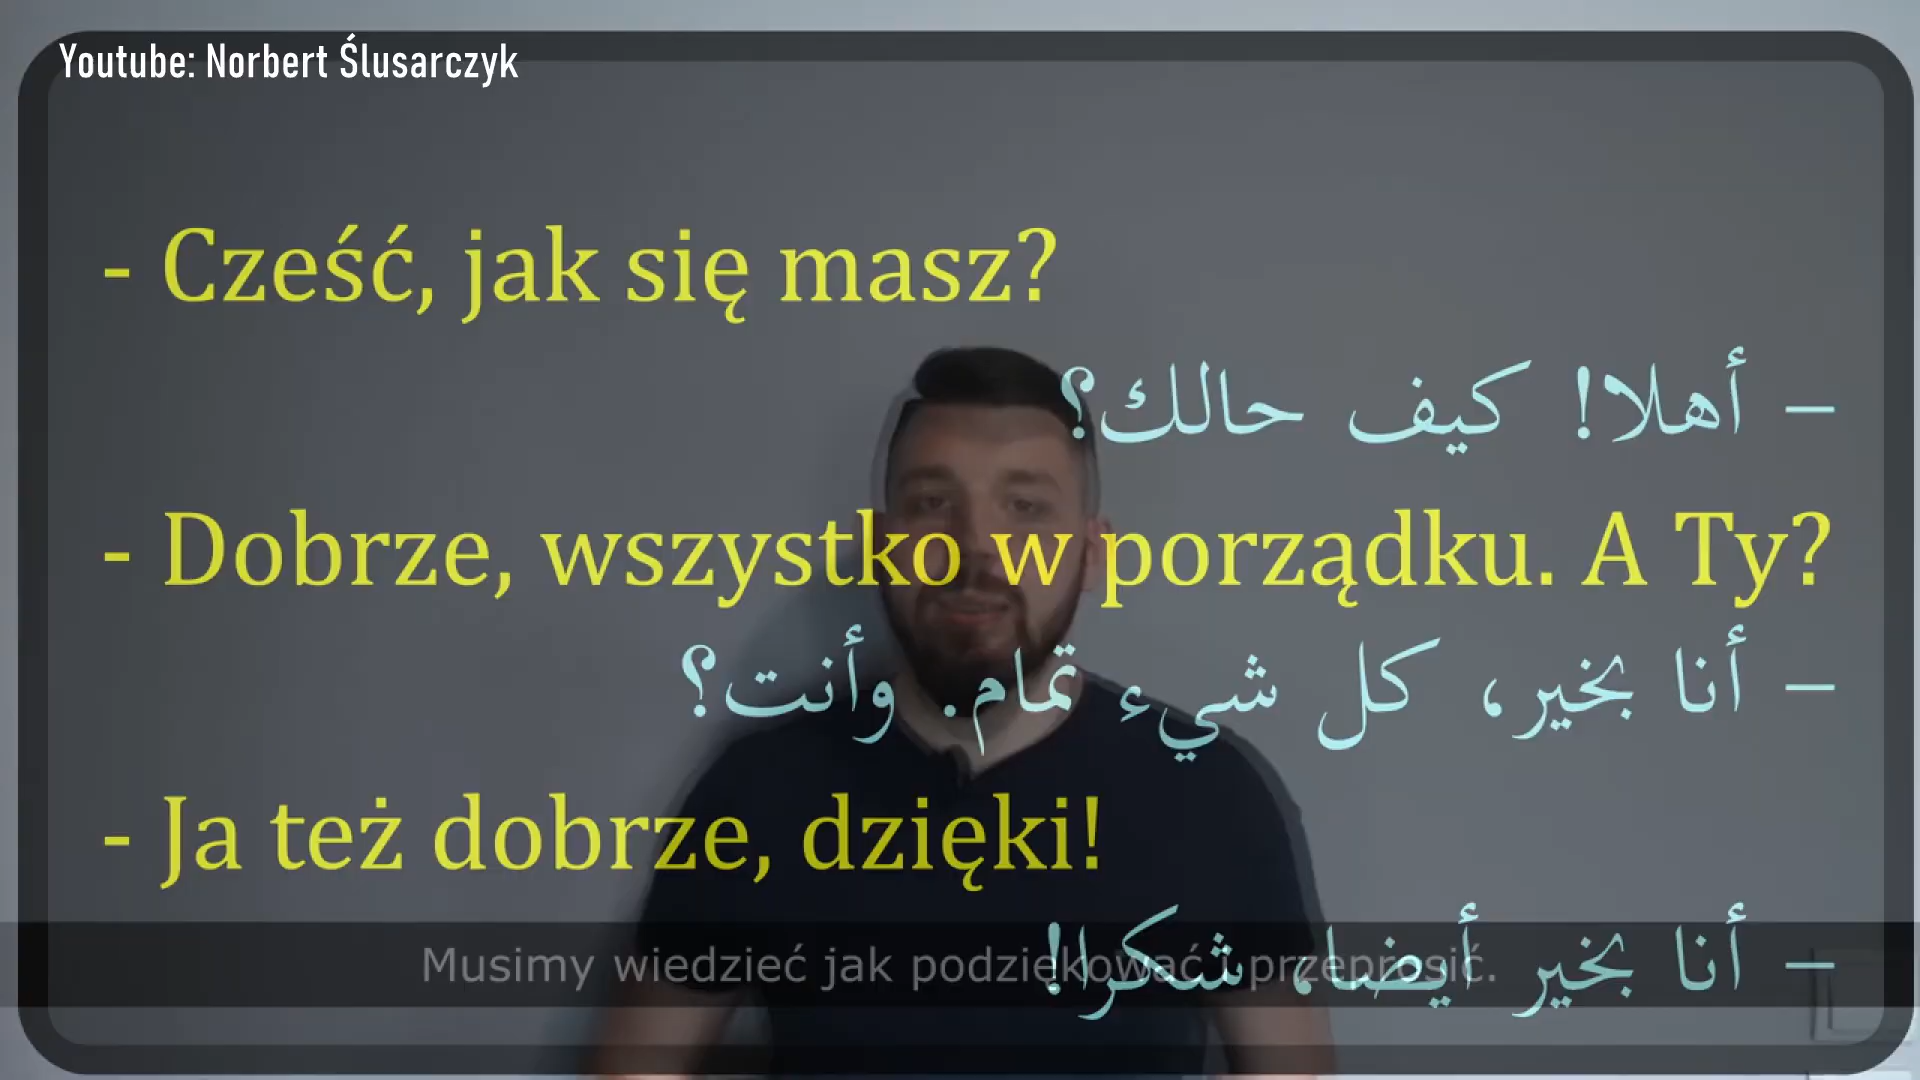 Youtube: Norbert Ślusarczyk
- Cześć, jak się masz?
– أهلا! كيف حالك؟
- Dobrze, wszystko w porządku. A Ty?
– أنا بخير، كل شيء تمام. وأنت؟
- Ja też dobrze, dzięki!
– أنا بخير أيضا، شكرا!
Musimy wiedzieć jak podziękować i przeprosić.